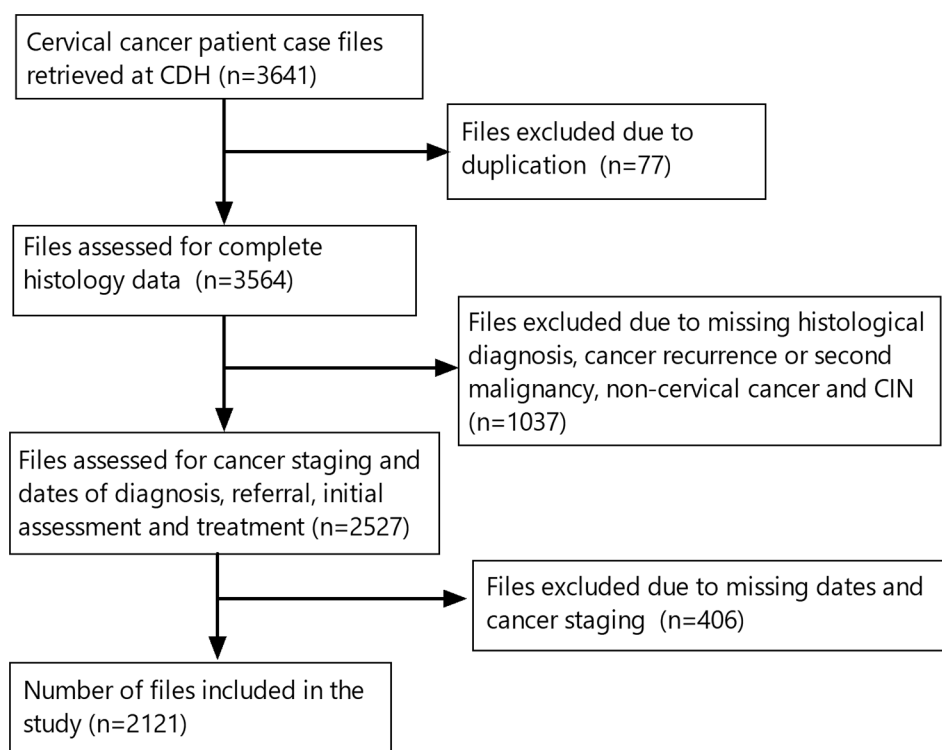 Cervical cancer patient case files
retrieved at CDH (n=3641)
Files excluded due to
duplication (n=77)
Files assessed for complete
histology data (n=3564)
Files excluded due to missing histological
diagnosis, cancer recurrence or second
malignancy, non-cervical cancer and CIN
(n=1037)
Files assessed for cancer staging and
dates of diagnosis, referral, initial
assessment and treatment (n=2527)
Files excluded due to missing dates and
cancer staging (n=406)
Number of files included in the
study (n=2121)